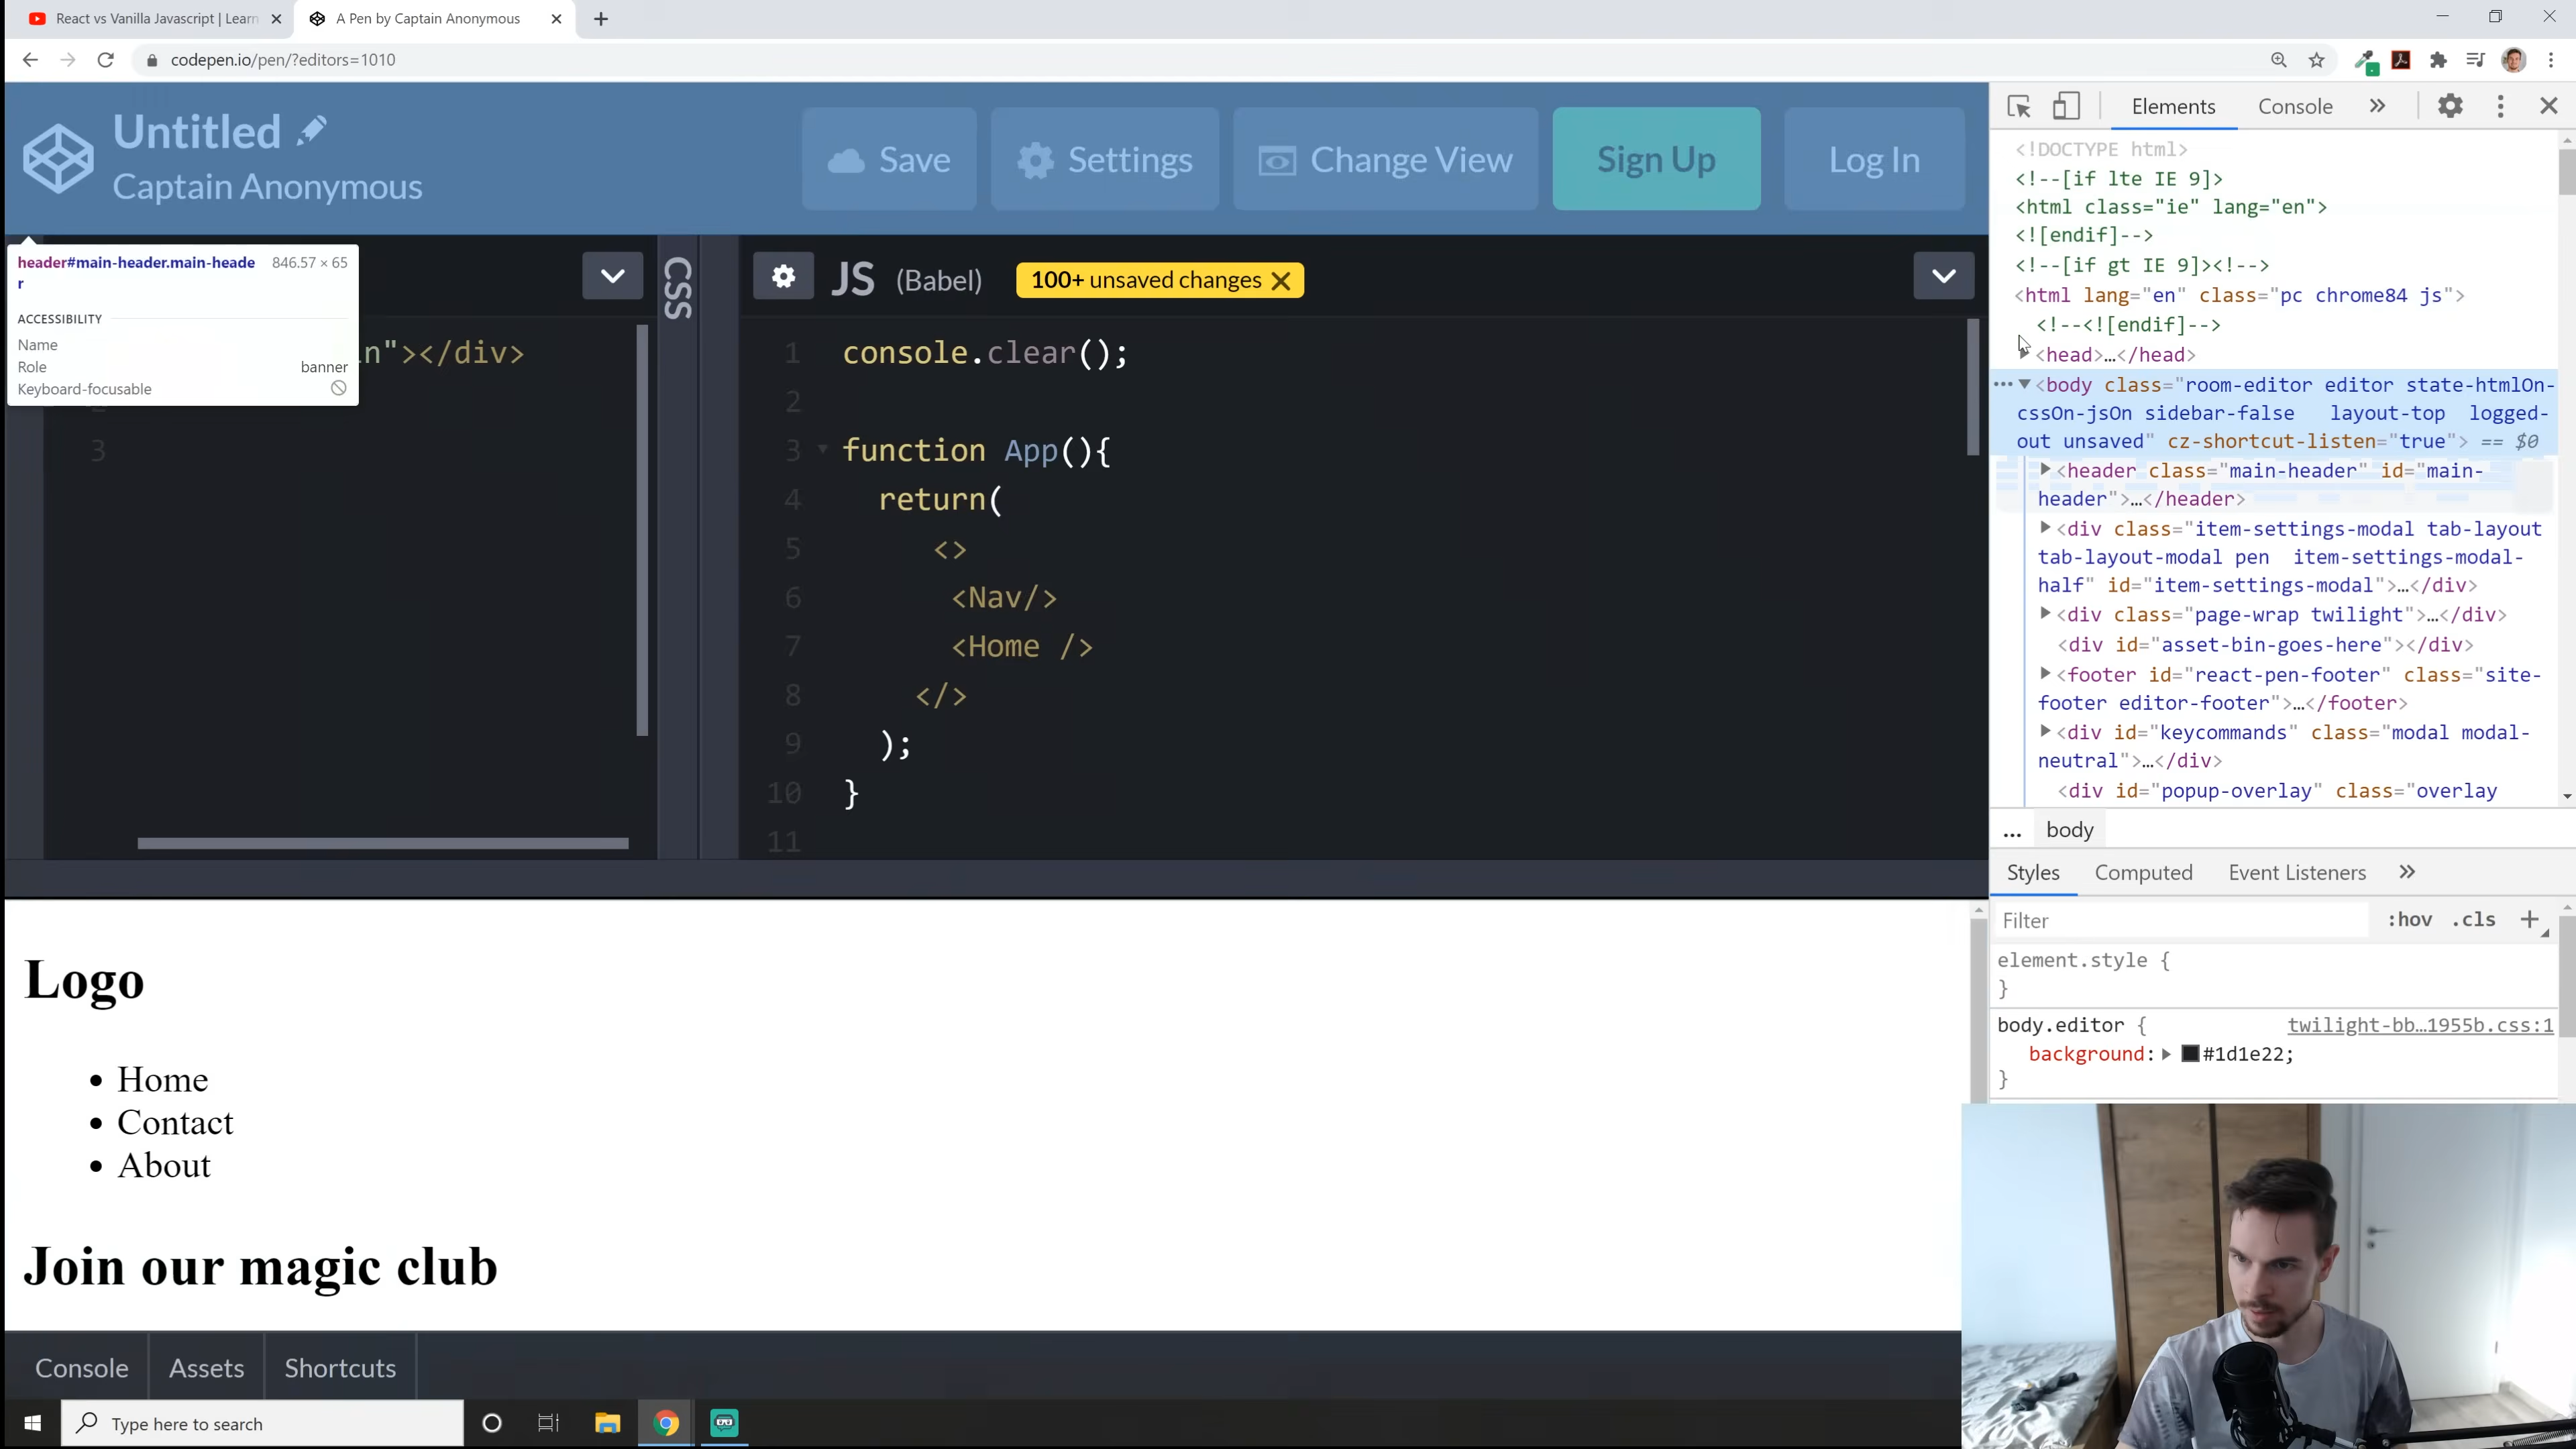 React vs Vanilla Javascript | Learn
A Pen by Captain Anonymous
codepen.io/pen/?editors=1010
Untitled
Captain Anonymous
Save
Settings
Change View
Sign Up
Log In
header#main-header.main-heade
r
846.57 × 65
ACCESSIBILITY
Name
Role
banner
Keyboard-focusable
n"></div>
3
CSS
JS (Babel)
100+ unsaved changes
1 console.clear();
2
3 function App(){
4 return(
5 <>
6 <Nav/>
7 <Home />
8 </>
9 );
10 }
11
Logo
• Home
• Contact
• About
Join our magic club
Console
Assets
Shortcuts
Type here to search
Elements
Console
<!DOCTYPE html>
<!--[if lte IE 9]>
<html class="ie" lang="en">
<![endif]-->
<!--[if gt IE 9]><!-->
<html lang="en" class="pc chrome84 js">
<!--<![endif]-->
<head>…</head>
<body class="room-editor editor state-htmlOn-
cssOn-jsOn sidebar-false layout-top logged-
out unsaved" cz-shortcut-listen="true"> == $0
<header class="main-header" id="main-
header">…</header>
<div class="item-settings-modal tab-layout
tab-layout-modal pen item-settings-modal-
half" id="item-settings-modal">…</div>
<div class="page-wrap twilight">…</div>
<div id="asset-bin-goes-here"></div>
<footer id="react-pen-footer" class="site-
footer editor-footer">…</footer>
<div id="keycommands" class="modal modal-
neutral">…</div>
<div id="popup-overlay" class="overlay
... body
Styles
Computed
Event Listeners
Filter
:hov .cls +
element.style {
}
body.editor {
twilight-bb…1955b.css:1
background: #1d1e22;
}